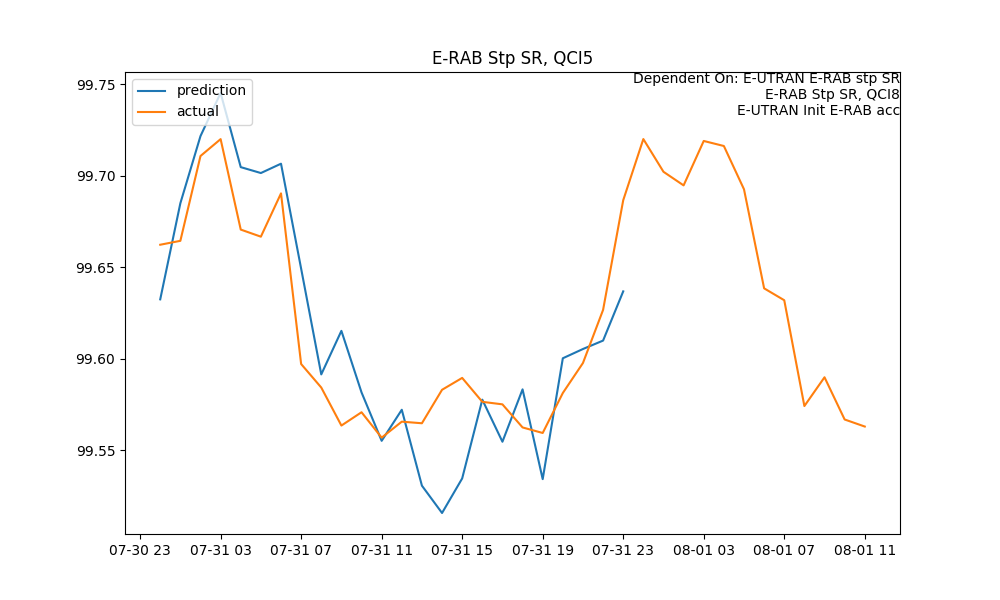 E-RAB Stp SR, QCI5
prediction
actual
Dependent On: E-UTRAN E-RAB stp SR
E-RAB Stp SR, QCI8
E-UTRAN Init E-RAB acc
99.75
99.70
99.65
99.60
99.55
07-30 23 07-31 03 07-31 07 07-31 11 07-31 15 07-31 19 07-31 23 08-01 03 08-01 07 08-01 11